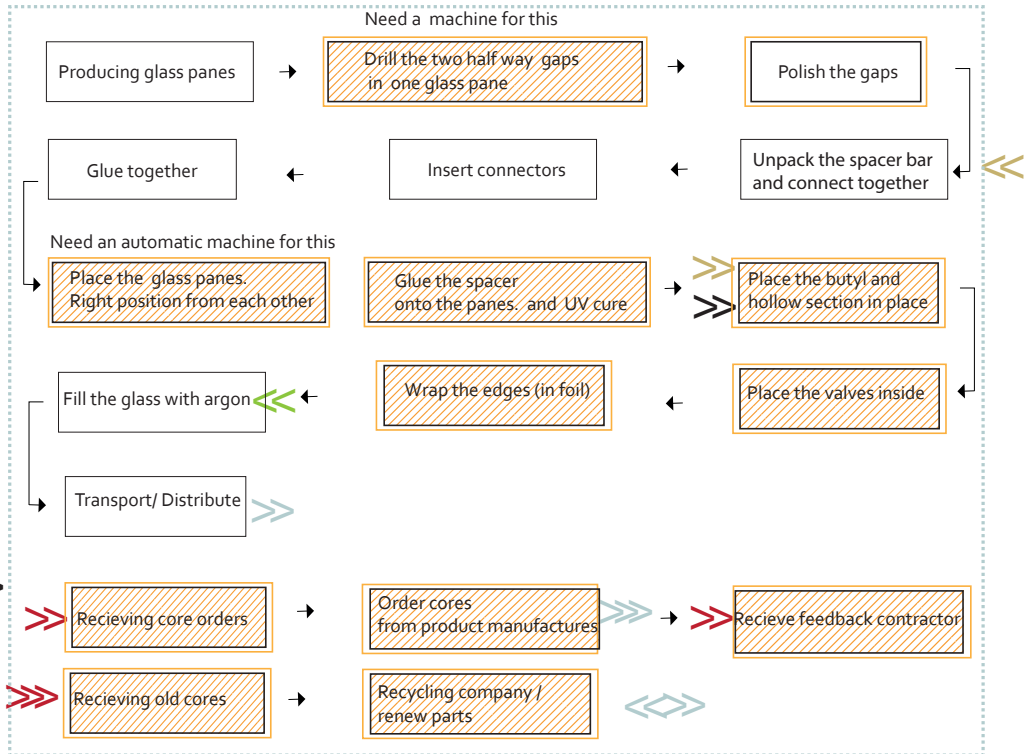 Need a machine for this
Producing glass panes
Drill the two half way gaps
in one glass pane
Polish the gaps
Glue together
Insert connectors
Unpack the spacer bar
and connect together
Need an automatic machine for this
Place the glass panes.
Right position from each other
Glue the spacer
onto the panes. and UV cure
Place the butyl and
hollow section in place
Fill the glass with argon
Wrap the edges (in foil)
Place the valves inside
Transport/ Distribute
Recieving core orders
Order cores
from product manufactures
Recieve feedback contractor
Recieving old cores
Recycling company /
renew parts